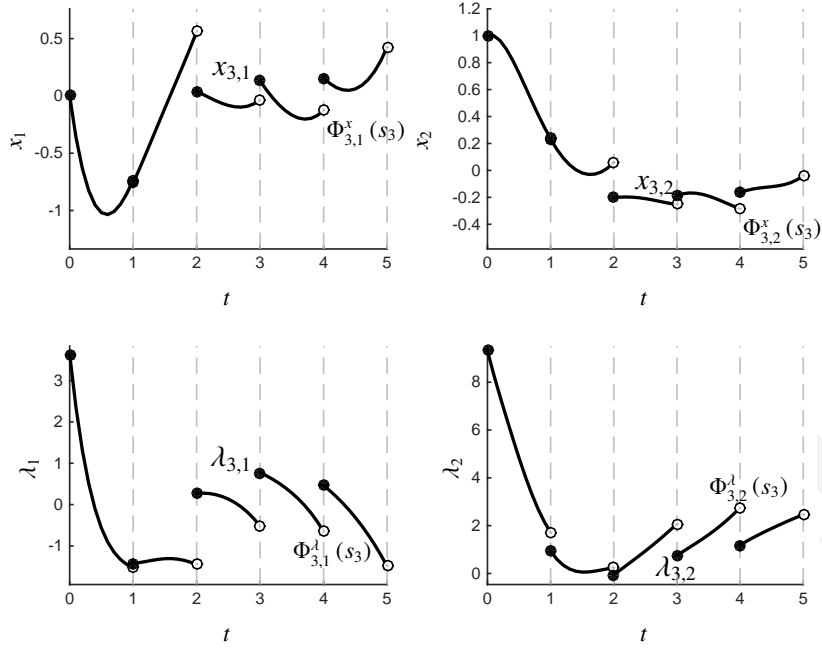 0.5
0
-0.5
-1
x₁
x₃,₁
Φˣ₃,₁ (s₃)
0 1 2 3 4 5
t
1.2
1
0.8
0.6
0.4
0.2
0
-0.2
-0.4
x₂
x₃,₂
Φˣ₃,₂ (s₃)
0 1 2 3 4 5
t
3
2
1
0
-1
λ₁
λ₃,₁
Φ^λ₃,₁ (s₃)
0 1 2 3 4 5
t
8
6
4
2
0
λ₂
Φ^λ₃,₂ (s₃)
λ₃,₂
0 1 2 3 4 5
t